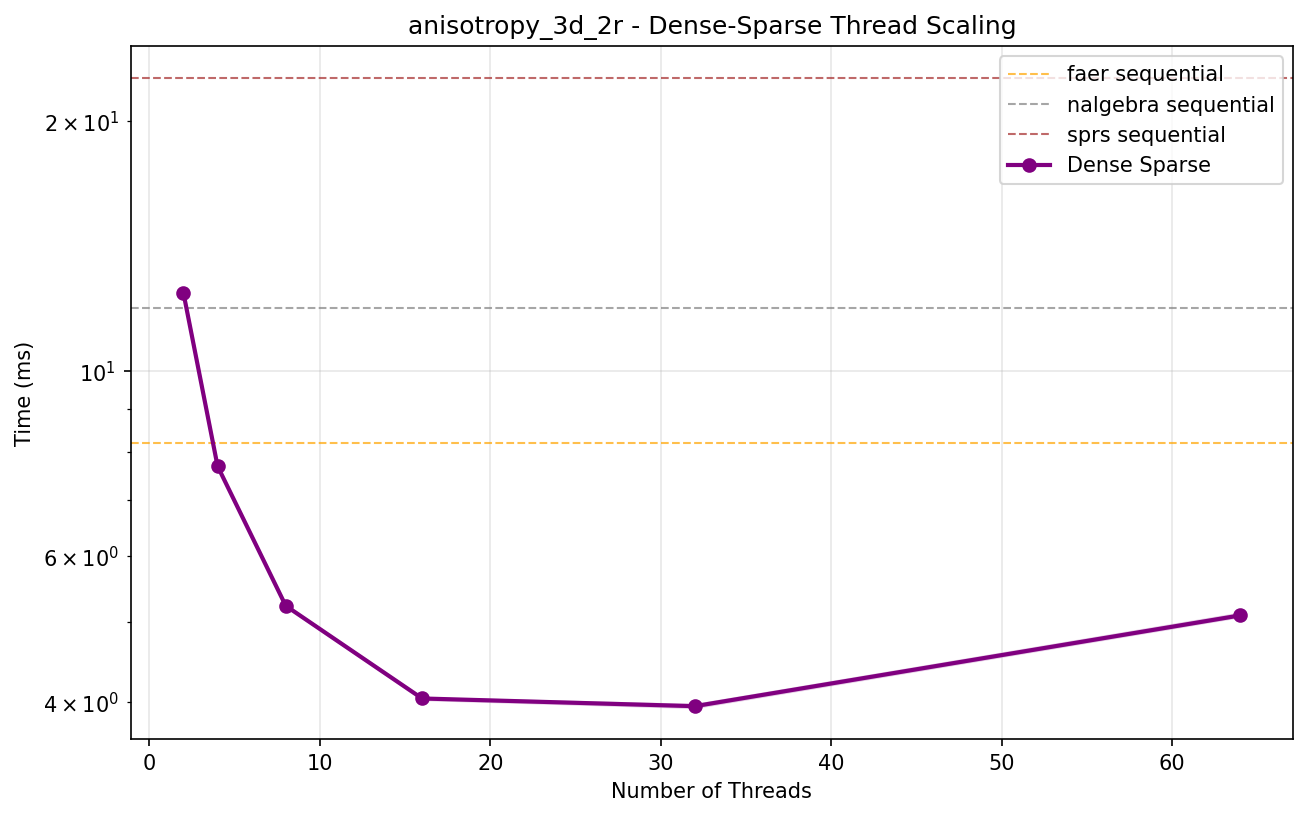 anisotropy_3d_2r - Dense-Sparse Thread Scaling
faer sequential
nalgebra sequential
sprs sequential
Dense Sparse
Time (ms)
2 × 10¹
10¹
6 × 10⁰
4 × 10⁰
0 10 20 30 40 50 60
Number of Threads